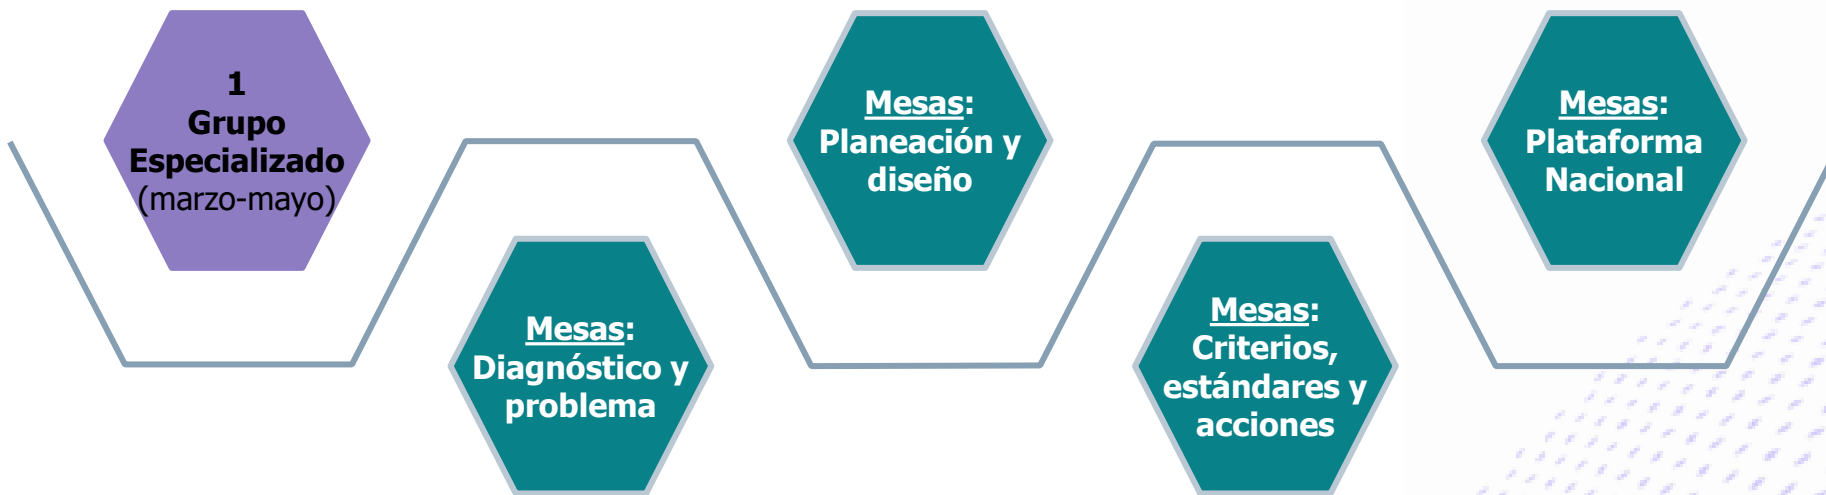 1
Grupo
Especializado
(marzo-mayo)
Mesas:
Diagnóstico y
problema
Mesas:
Planeación y
diseño
Mesas:
Criterios,
estándares y
acciones
Mesas:
Plataforma
Nacional